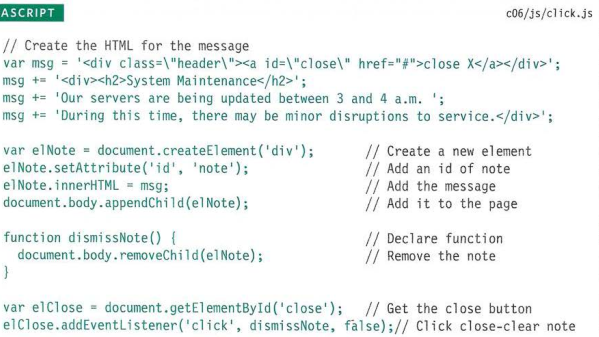 ASCRIPT c06/js/click.js
// Create the HTML for the message
var msg = '<div class=\"header\"><a id=\"close\" href="#">close X</a></div>';
msg += '<div><h2>System Maintenance</h2>';
msg += 'Our servers are being updated between 3 and 4 a.m. ';
msg += 'During this time, there may be minor disruptions to service.</div>';
var elNote = document.createElement('div'); // Create a new element
elNote.setAttribute('id', 'note'); // Add an id of note
elNote.innerHTML = msg; // Add the message
document.body.appendChild(elNote); // Add it to the page
function dismissNote() { // Declare function
document.body.removeChild(elNote); // Remove the note
}
var elClose = document.getElementById('close'); // Get the close button
elClose.addEventListener('click', dismissNote, false);// Click close-clear note